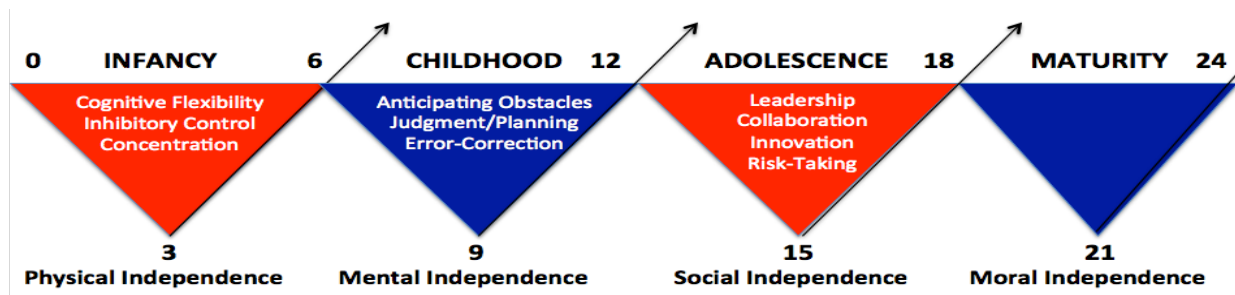 0 INFANCY 6 CHILDHOOD 12 ADOLESCENCE 18 MATURITY 24
Cognitive Flexibility
Inhibitory Control
Concentration
Anticipating Obstacles
Judgment/Planning
Error-Correction
Leadership
Collaboration
Innovation
Risk-Taking
3
Physical Independence
9
Mental Independence
15
Social Independence
21
Moral Independence